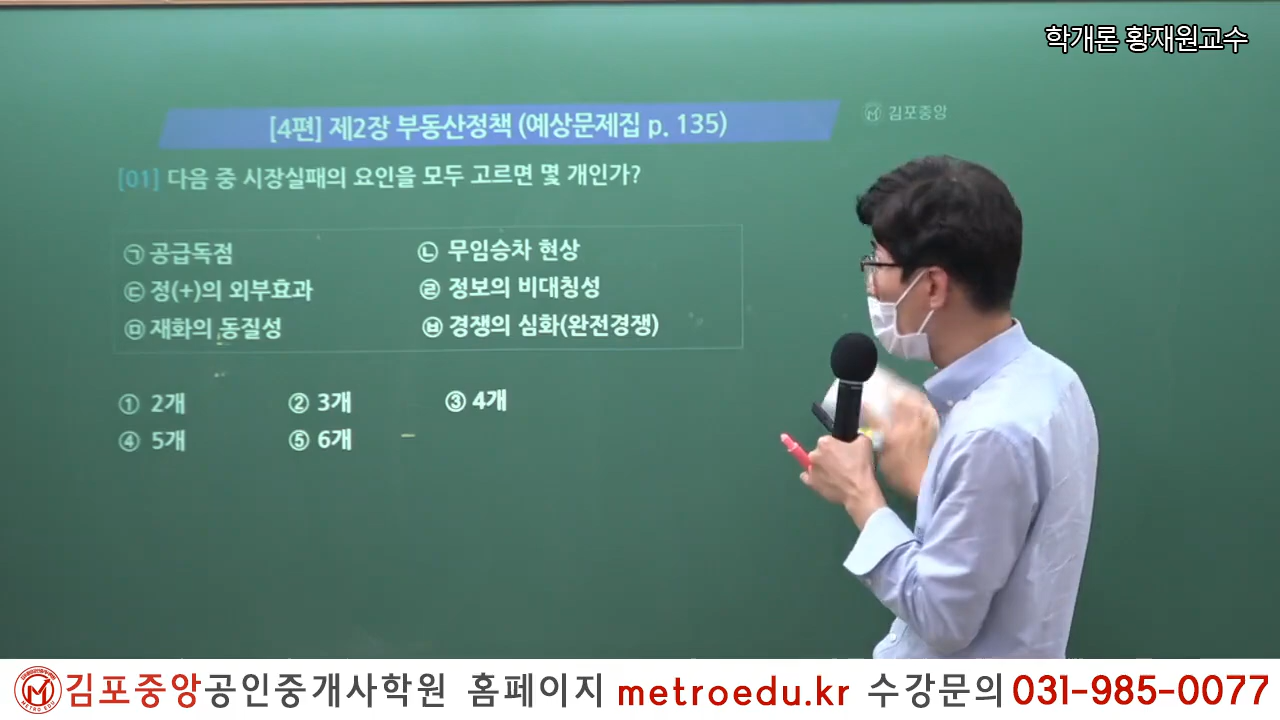 학개론 황재원교수
[4편] 제2장 부동산정책 (예상문제집 p. 135)
김포중앙
[01] 다음 중 시장실패의 요인을 모두 고르면 몇 개인가?
㉠ 공급독점 ㉡ 무임승차 현상
㉢ 정(+)의 외부효과 ㉣ 정보의 비대칭성
㉤ 재화의 동질성 ㉥ 경쟁의 심화(완전경쟁)
① 2개 ② 3개 ③ 4개
④ 5개 ⑤ 6개
김포중앙공인중개사학원 홈페이지 metroedu.kr 수강문의 031-985-0077